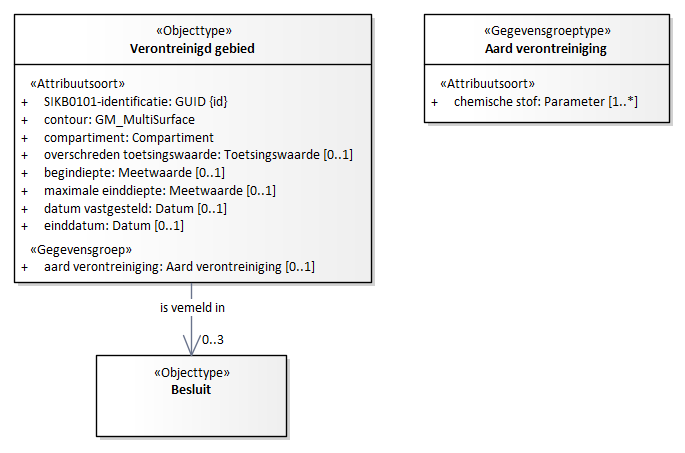 «Objecttype»
Verontreinigd gebied
«Attribuutsoort»
+ SIKB0101-identificatie: GUID {id}
+ contour: GM_MultiSurface
+ compartiment: Compartiment
+ overschreden toetsingswaarde: Toetsingswaarde [0..1]
+ begindiepte: Meetwaarde [0..1]
+ maximale einddiepte: Meetwaarde [0..1]
+ datum vastgesteld: Datum [0..1]
+ einddatum: Datum [0..1]
«Gegevensgroep»
+ aard verontreiniging: Aard verontreiniging [0..1]
«Gegevensgroeptype»
Aard verontreiniging
«Attribuutsoort»
+ chemische stof: Parameter [1..*]
is vemeld in
0..3
«Objecttype»
Besluit